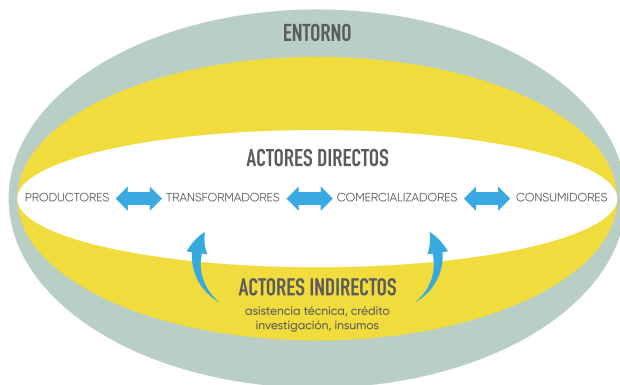 ENTORNO
ACTORES DIRECTOS
PRODUCTORES TRANSFORMADORES COMERCIALIZADORES CONSUMIDORES
ACTORES INDIRECTOS
asistencia técnica, crédito
investigación, insumos